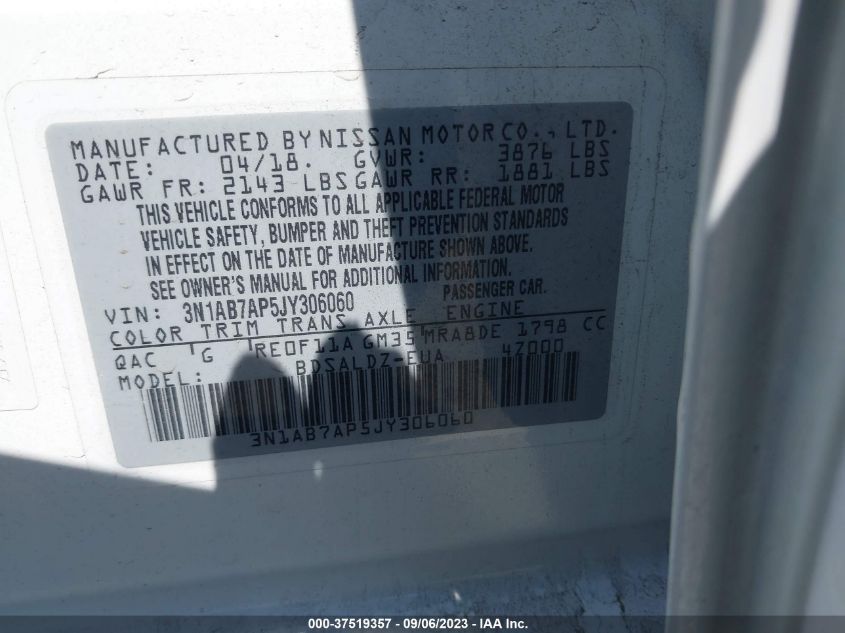 MANUFACTURED BY NISSAN MOTOR CO., LTD.
DATE: 04/18. GVWR: 3876 LBS
GAWR FR: 2143 LBS GAWR RR: 1881 LBS
THIS VEHICLE CONFORMS TO ALL APPLICABLE FEDERAL MOTOR
VEHICLE SAFETY, BUMPER AND THEFT PREVENTION STANDARDS
IN EFFECT ON THE DATE OF MANUFACTURE SHOWN ABOVE.
SEE OWNER'S MANUAL FOR ADDITIONAL INFORMATION.
VIN: 3N1AB7AP5JY306060 PASSENGER CAR.
COLOR TRIM TRANS AXLE ENGINE
QAC G RE0F11A GM35 MRA8DE 1798 CC
MODEL: BDSALDZ-EUA 4Z000
3N1AB7AP5JY306060
000-37519357 - 09/06/2023 - IAA Inc.